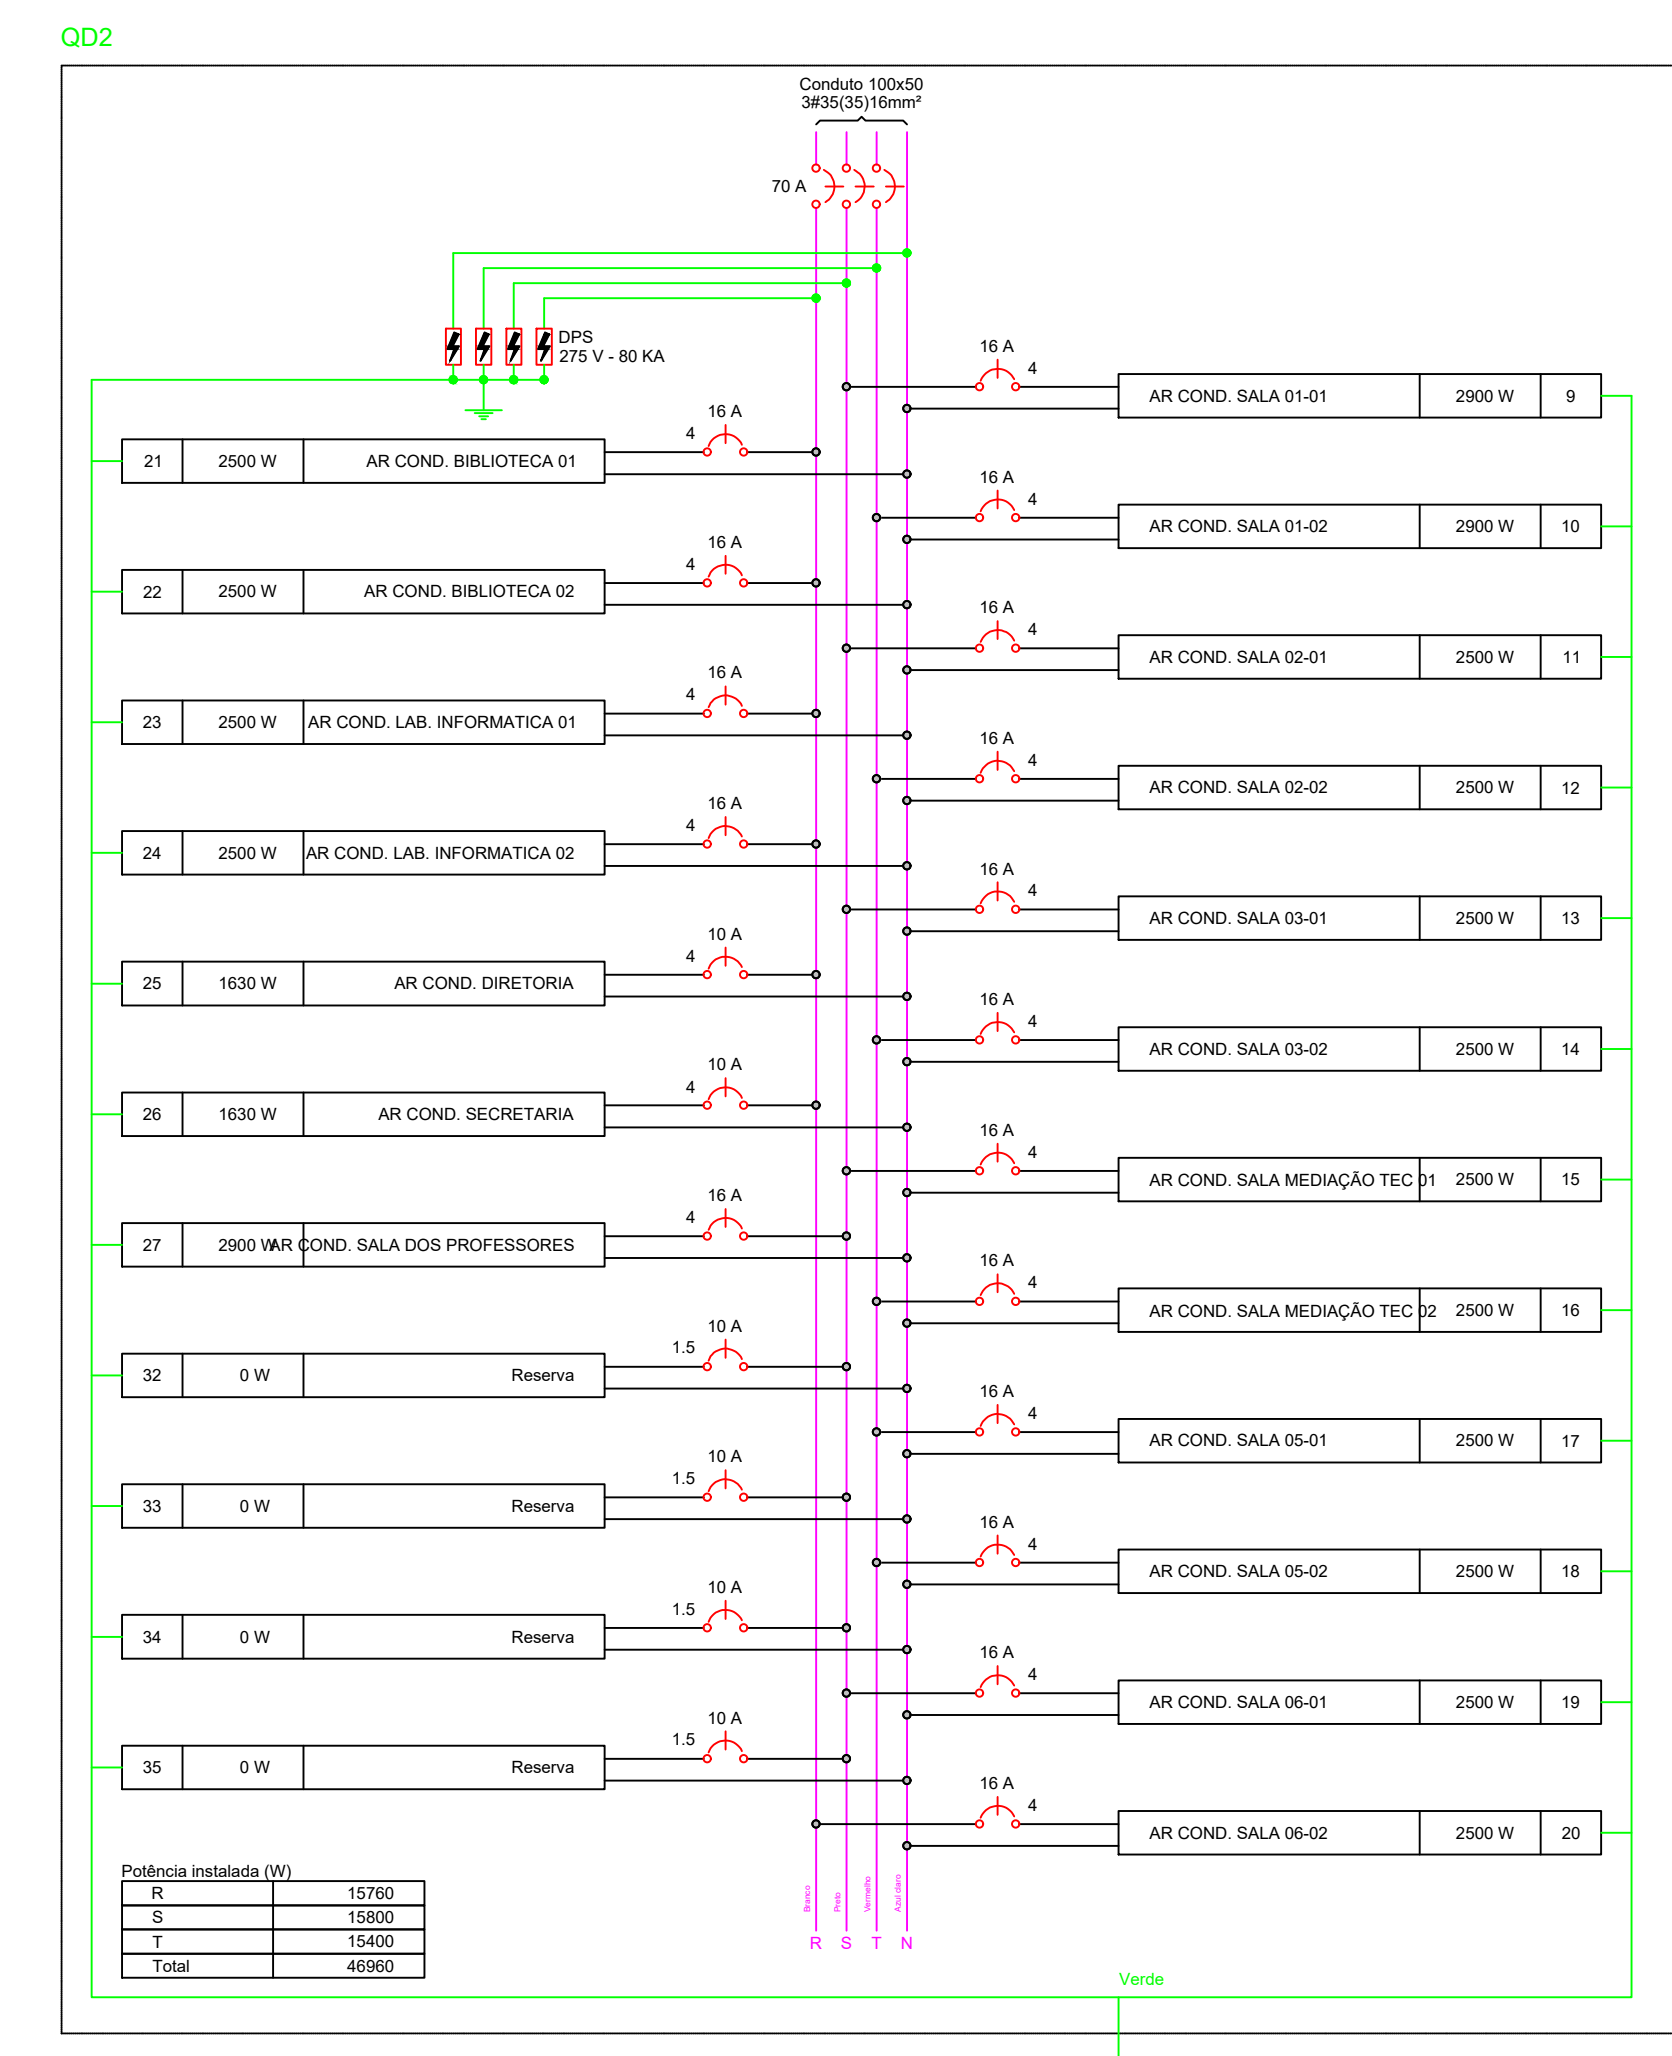 QD2
Conduto 100x50
3#35(35)16mm²
70 A
DPS
275 V - 80 KA
16 A
4
AR COND. SALA 01-01 2900 W 9
16 A
4
21 2500 W AR COND. BIBLIOTECA 01
16 A
4
AR COND. SALA 01-02 2900 W 10
16 A
4
22 2500 W AR COND. BIBLIOTECA 02
16 A
4
AR COND. SALA 02-01 2500 W 11
16 A
4
23 2500 W AR COND. LAB. INFORMATICA 01
16 A
4
AR COND. SALA 02-02 2500 W 12
16 A
4
24 2500 W AR COND. LAB. INFORMATICA 02
16 A
4
AR COND. SALA 03-01 2500 W 13
10 A
4
25 1630 W AR COND. DIRETORIA
16 A
4
AR COND. SALA 03-02 2500 W 14
10 A
4
26 1630 W AR COND. SECRETARIA
16 A
4
AR COND. SALA MEDIAÇÃO TEC 01 2500 W 15
16 A
4
27 2900 W AR COND. SALA DOS PROFESSORES
16 A
4
AR COND. SALA MEDIAÇÃO TEC 02 2500 W 16
10 A
1.5
32 0 W Reserva
16 A
4
AR COND. SALA 05-01 2500 W 17
10 A
1.5
33 0 W Reserva
16 A
4
AR COND. SALA 05-02 2500 W 18
10 A
1.5
34 0 W Reserva
16 A
4
AR COND. SALA 06-01 2500 W 19
10 A
1.5
35 0 W Reserva
16 A
4
AR COND. SALA 06-02 2500 W 20
Potência instalada (W)
R 15760
S 15800
T 15400
Total 46960
Branco
Preto
Vermelho
Azul claro
R S T N
Verde